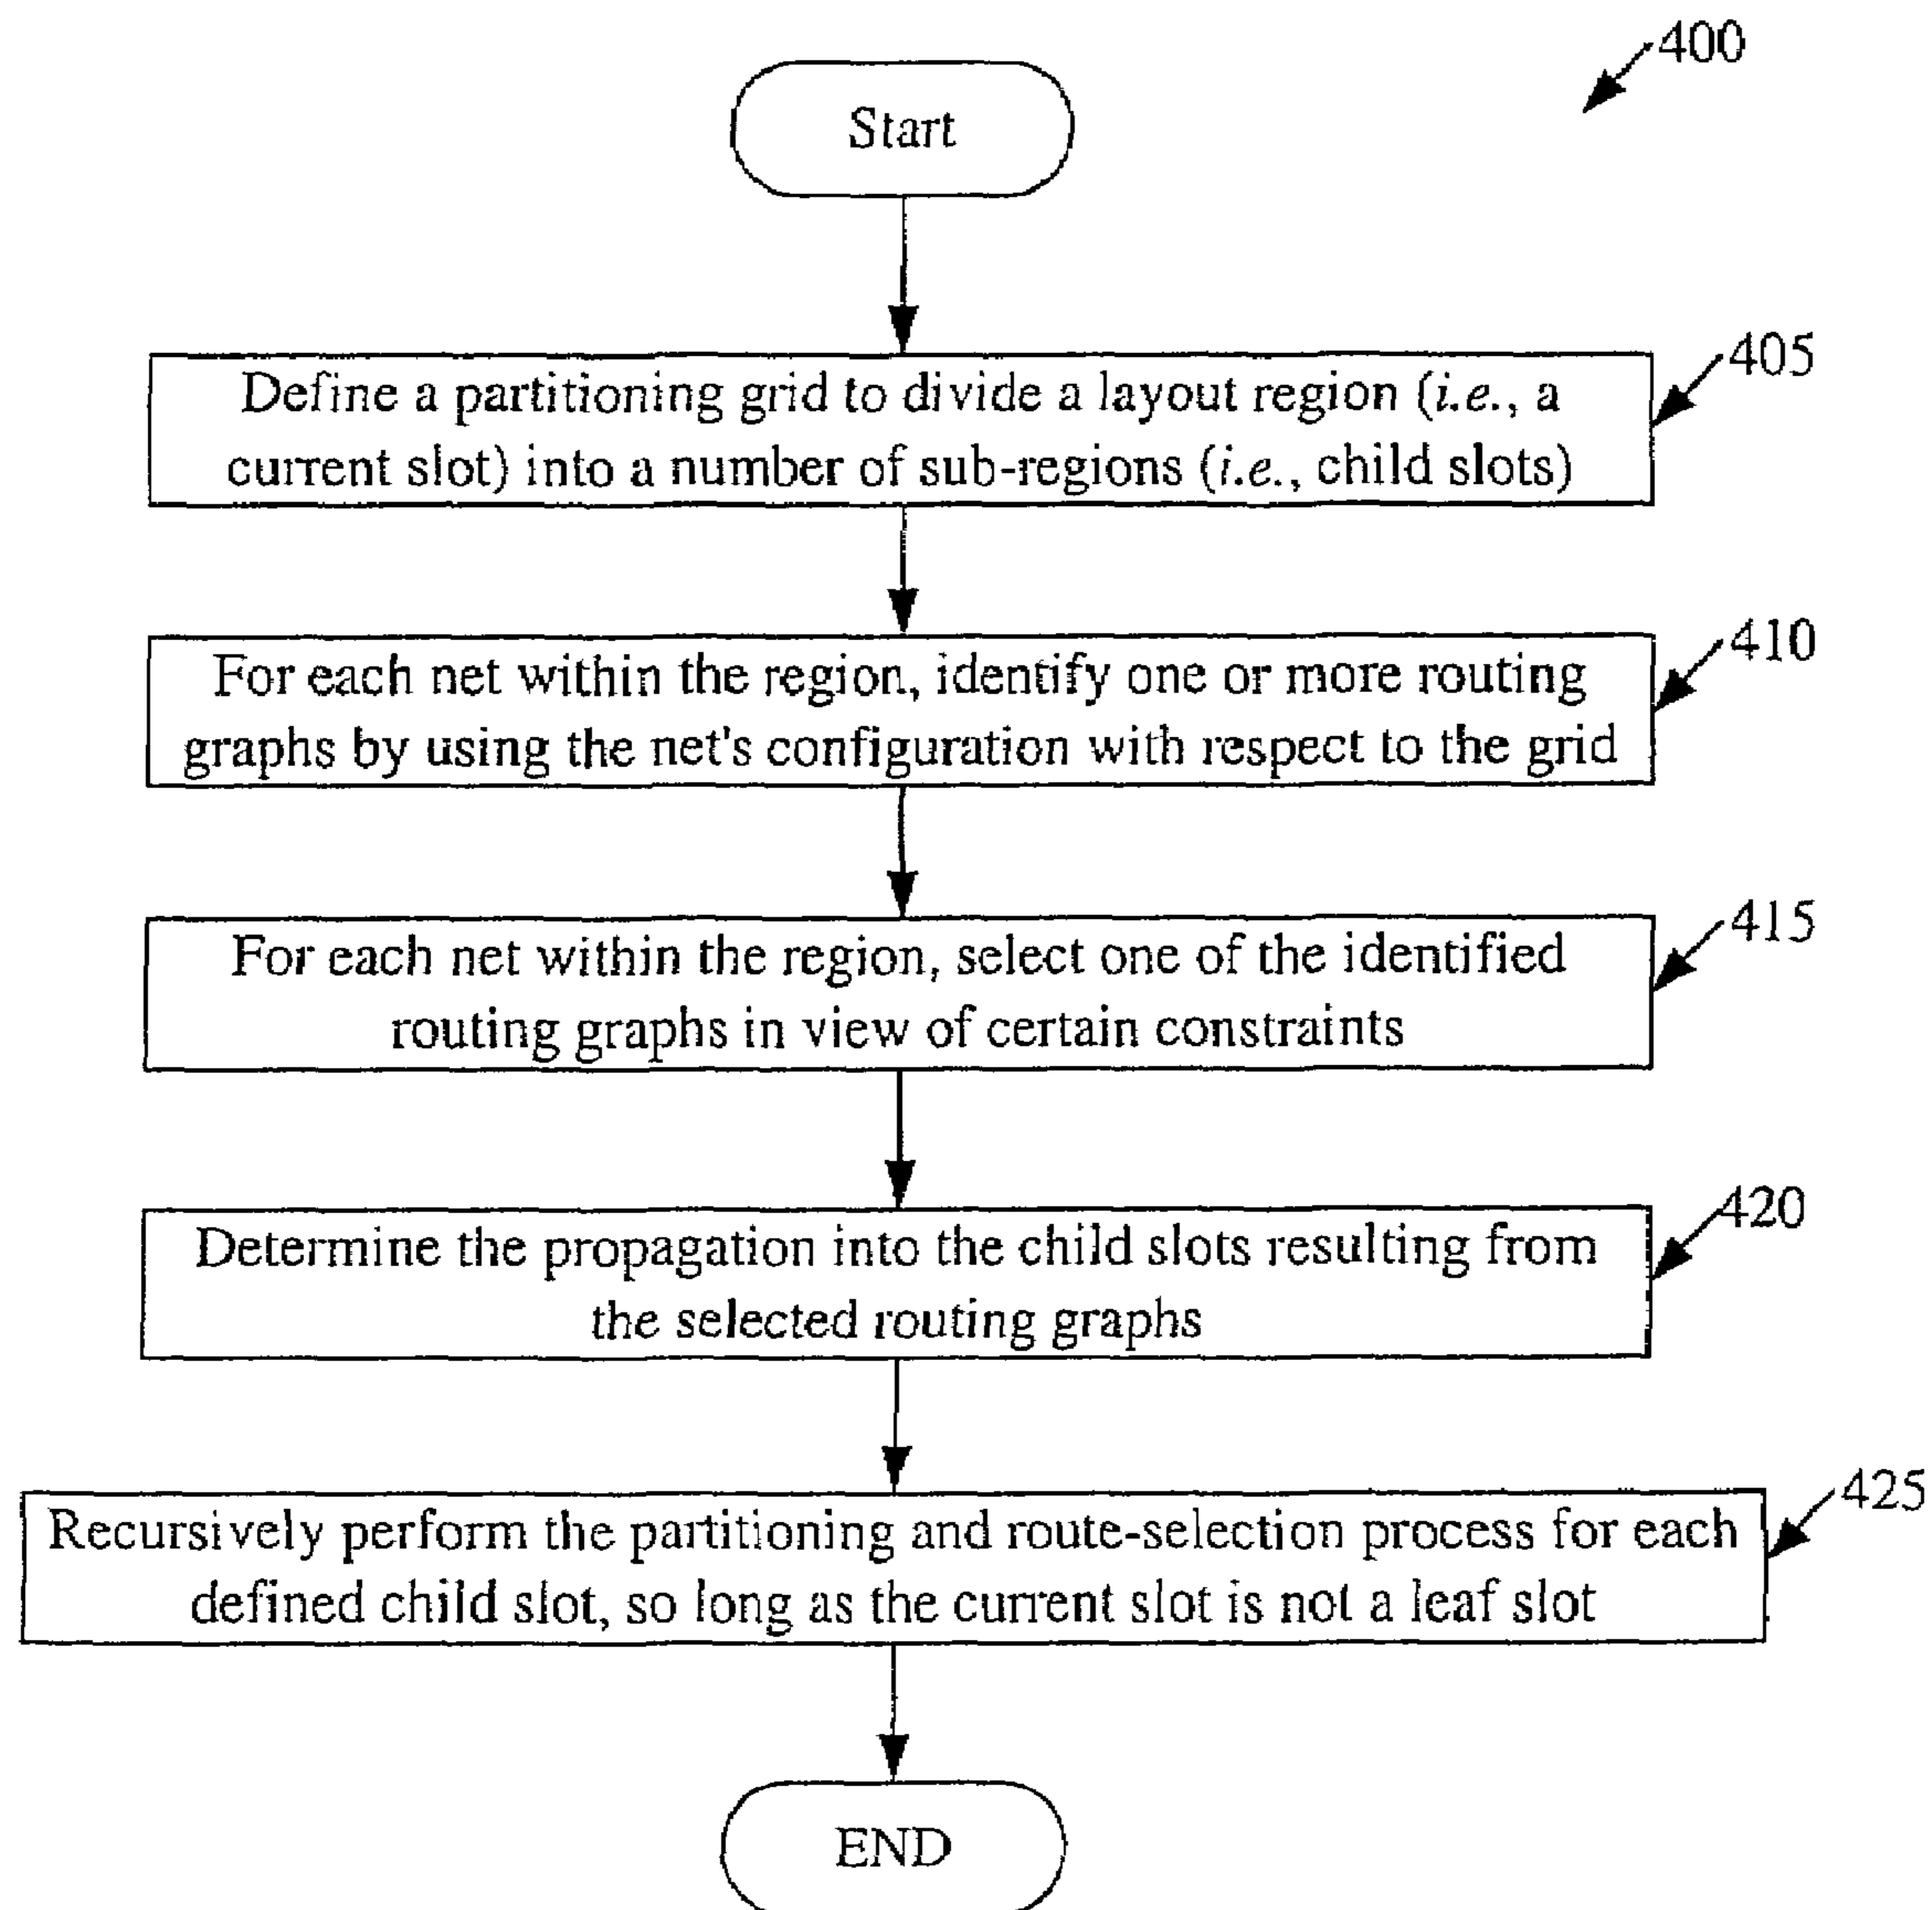 400
Start
405
Define a partitioning grid to divide a layout region (i.e., a
current slot) into a number of sub-regions (i.e., child slots)
410
For each net within the region, identify one or more routing
graphs by using the net's configuration with respect to the grid
415
For each net within the region, select one of the identified
routing graphs in view of certain constraints
420
Determine the propagation into the child slots resulting from
the selected routing graphs
425
Recursively perform the partitioning and route-selection process for each
defined child slot, so long as the current slot is not a leaf slot
END